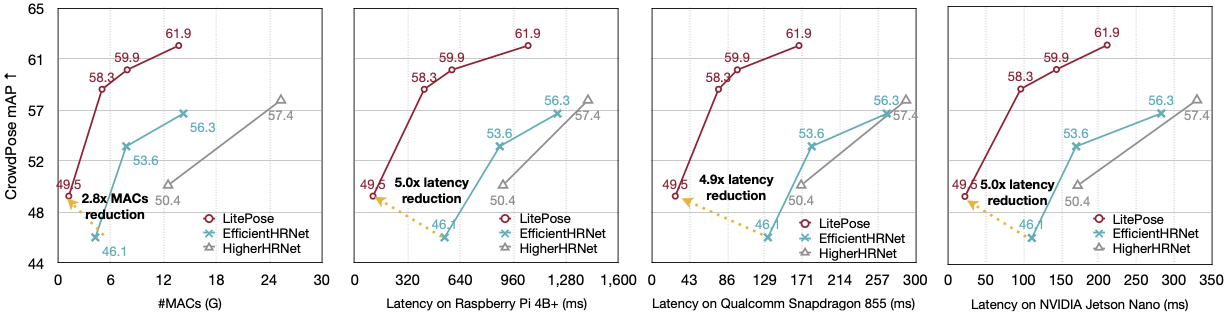 CrowdPose mAP ↑
65
61
57
52
48
44
0
6
12
18
24
30
#MACs (G)
49.5
58.3
59.9
61.9
46.1
53.6
56.3
50.4
57.4
2.8x MACs
reduction
LitePose
EfficientHRNet
HigherHRNet
0
320
640
960
1,280
1,600
Latency on Raspberry Pi 4B+ (ms)
49.5
58.3
59.9
61.9
46.1
53.6
56.3
50.4
57.4
5.0x latency
reduction
LitePose
EfficientHRNet
HigherHRNet
0
43
86
129
171
214
257
300
Latency on Qualcomm Snapdragon 855 (ms)
49.5
58.3
59.9
61.9
46.1
53.6
56.3
50.4
57.4
4.9x latency
reduction
LitePose
EfficientHRNet
HigherHRNet
0
50
100
150
200
250
300
350
Latency on NVIDIA Jetson Nano (ms)
49.5
58.3
59.9
61.9
46.1
53.6
56.3
50.4
57.4
5.0x latency
reduction
LitePose
EfficientHRNet
HigherHRNet